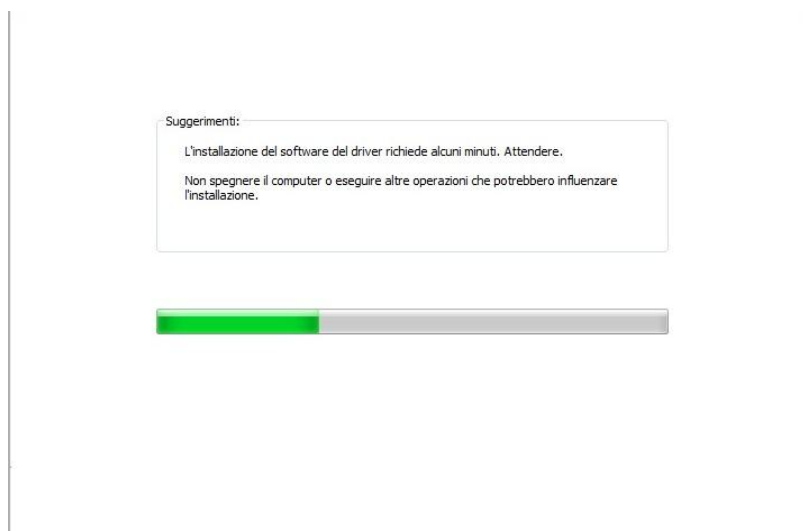 Suggerimenti:
L'installazione del software del driver richiede alcuni minuti. Attendere.
Non spegnere il computer o eseguire altre operazioni che potrebbero influenzare
l'installazione.